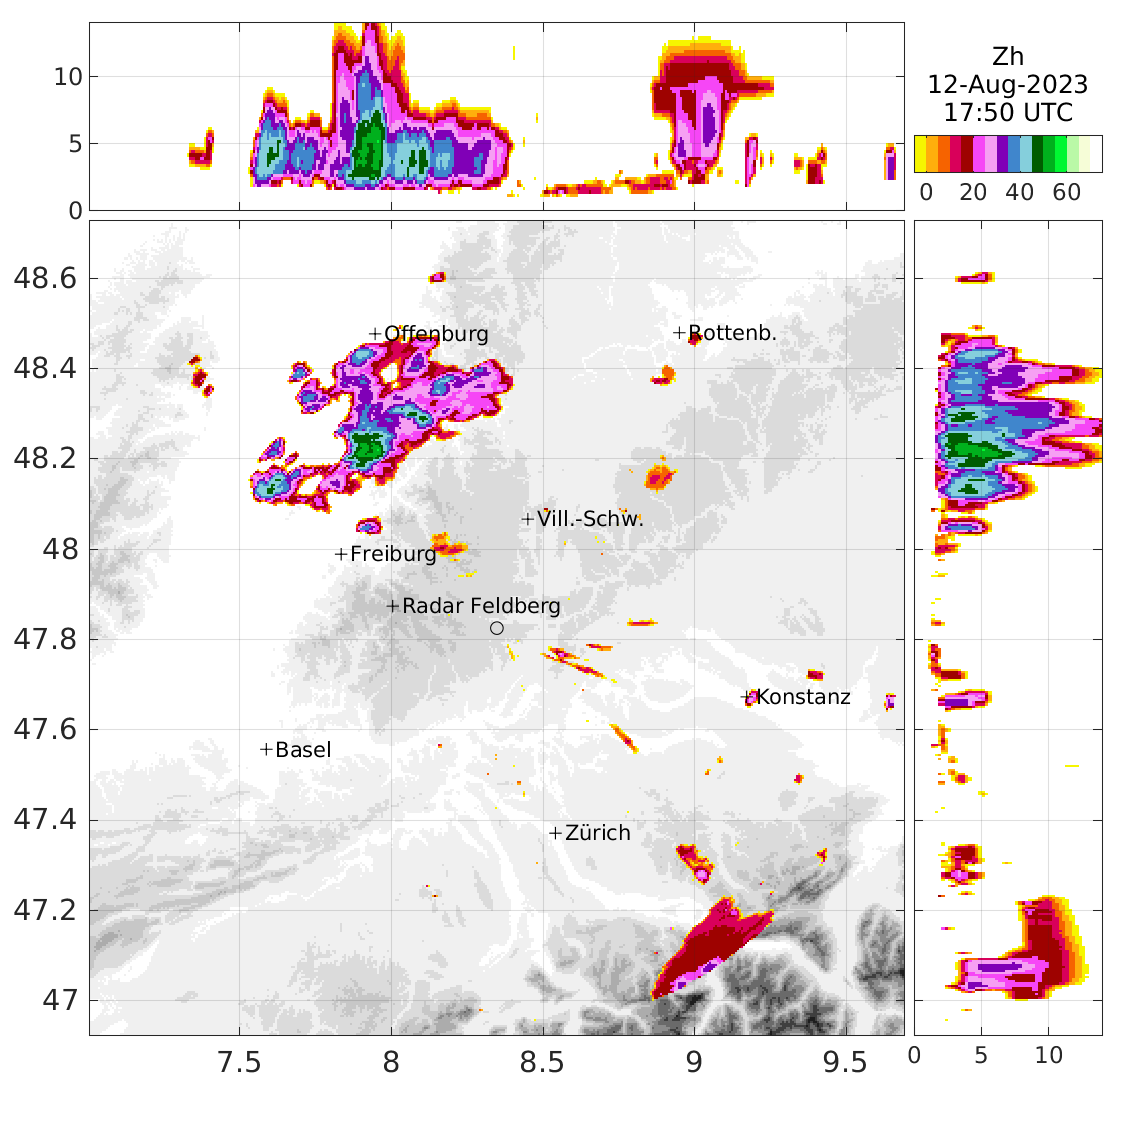 10
5
0
Zh
12-Aug-2023
17:50 UTC
0 20 40 60
48.6
48.4
48.2
48
47.8
47.6
47.4
47.2
47
+Offenburg
+Rottenb.
+Vill.-Schw.
+Freiburg
+Radar Feldberg
+Konstanz
+Basel
+Zürich
7.5 8 8.5 9 9.5
0 5 10